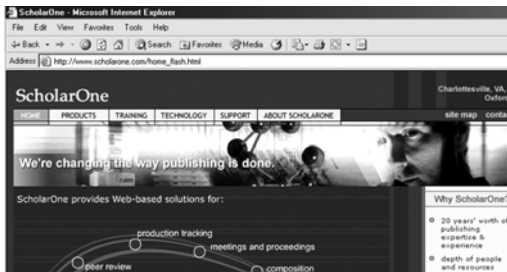 ScholarOne - Microsoft Internet Explorer
File Edit View Favorites Tools Help
Back Search Favorites Media
Address http://www.scholarone.com/home_flash.html
ScholarOne
Charlottesville, VA,
Oxford
HOME PRODUCTS TRAINING TECHNOLOGY SUPPORT ABOUT SCHOLARONE site map conta
We're changing the way publishing is done.
ScholarOne provides Web-based solutions for:
Why ScholarOne?
production tracking
meetings and proceedings
peer review
composition
20 years' worth of
publishing
expertise &
experience
depth of people
and resources